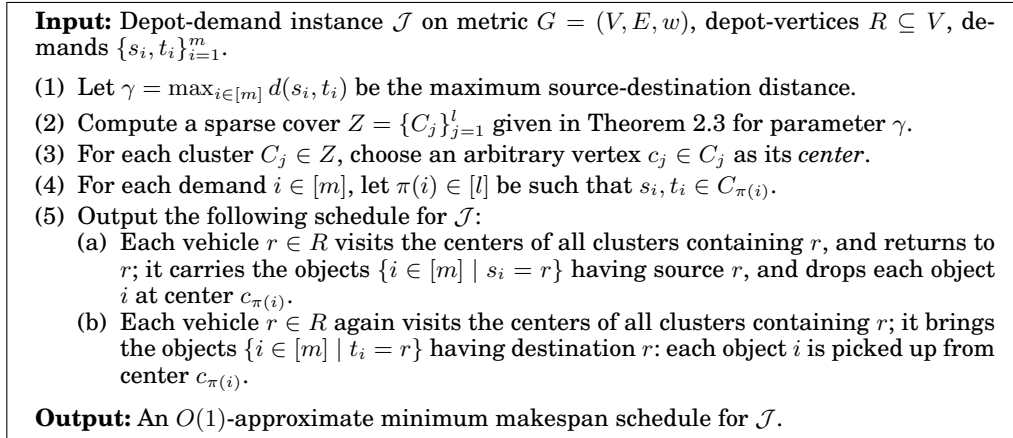 Input: Depot-demand instance 𝒥 on metric G = (V, E, w), depot-vertices R ⊆ V, de-
mands {s_i, t_i}_{i=1}^m.
(1) Let γ = max_{i∈[m]} d(s_i, t_i) be the maximum source-destination distance.
(2) Compute a sparse cover Z = {C_j}_{j=1}^l given in Theorem 2.3 for parameter γ.
(3) For each cluster C_j ∈ Z, choose an arbitrary vertex c_j ∈ C_j as its center.
(4) For each demand i ∈ [m], let π(i) ∈ [l] be such that s_i, t_i ∈ C_{π(i)}.
(5) Output the following schedule for 𝒥:
(a) Each vehicle r ∈ R visits the centers of all clusters containing r, and returns to
r; it carries the objects {i ∈ [m] | s_i = r} having source r, and drops each object
i at center c_{π(i)}.
(b) Each vehicle r ∈ R again visits the centers of all clusters containing r; it brings
the objects {i ∈ [m] | t_i = r} having destination r: each object i is picked up from
center c_{π(i)}.
Output: An O(1)-approximate minimum makespan schedule for 𝒥.